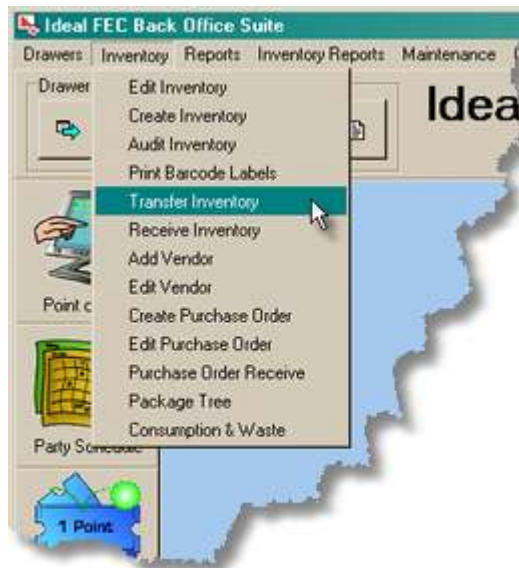 Ideal FEC Back Office Suite
Drawers Inventory Reports Inventory Reports Maintenance
Drawer
Edit Inventory
Create Inventory
Audit Inventory
Print Barcode Labels
Transfer Inventory
Receive Inventory
Add Vendor
Edit Vendor
Create Purchase Order
Edit Purchase Order
Purchase Order Receive
Package Tree
Consumption & Waste
Idea
Point
Party Schedule
1 Point